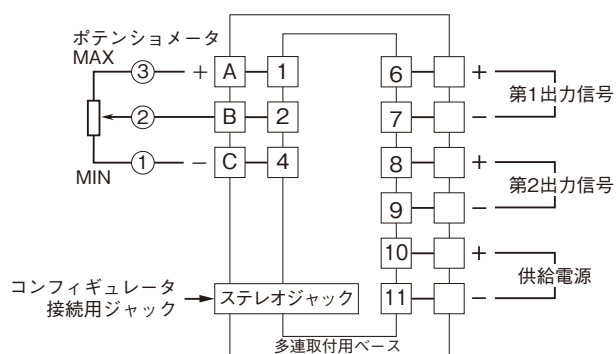 ポテンショメータ
MAX
③ + A 1
② B 2
① − C 4
MIN
6 +
第1出力信号
7 −
8 +
第2出力信号
9 −
10 +
供給電源
11 −
コンフィギュレータ
接続用ジャック
ステレオジャック
多連取付用ベース